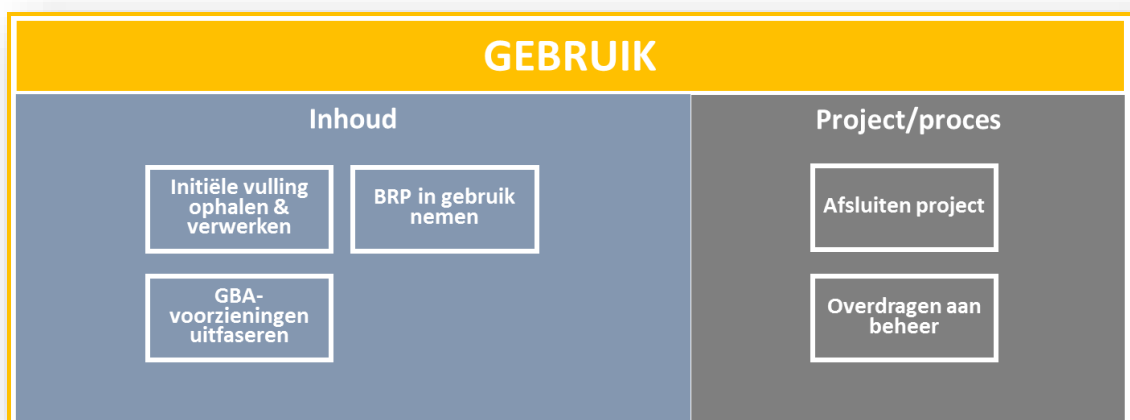 GEBRUIK
Inhoud
Initiële vulling
ophalen &
verwerken
BRP in gebruik
nemen
GBA-
voorzieningen
uitfaseren
Project/proces
Afsluiten project
Overdragen aan
beheer